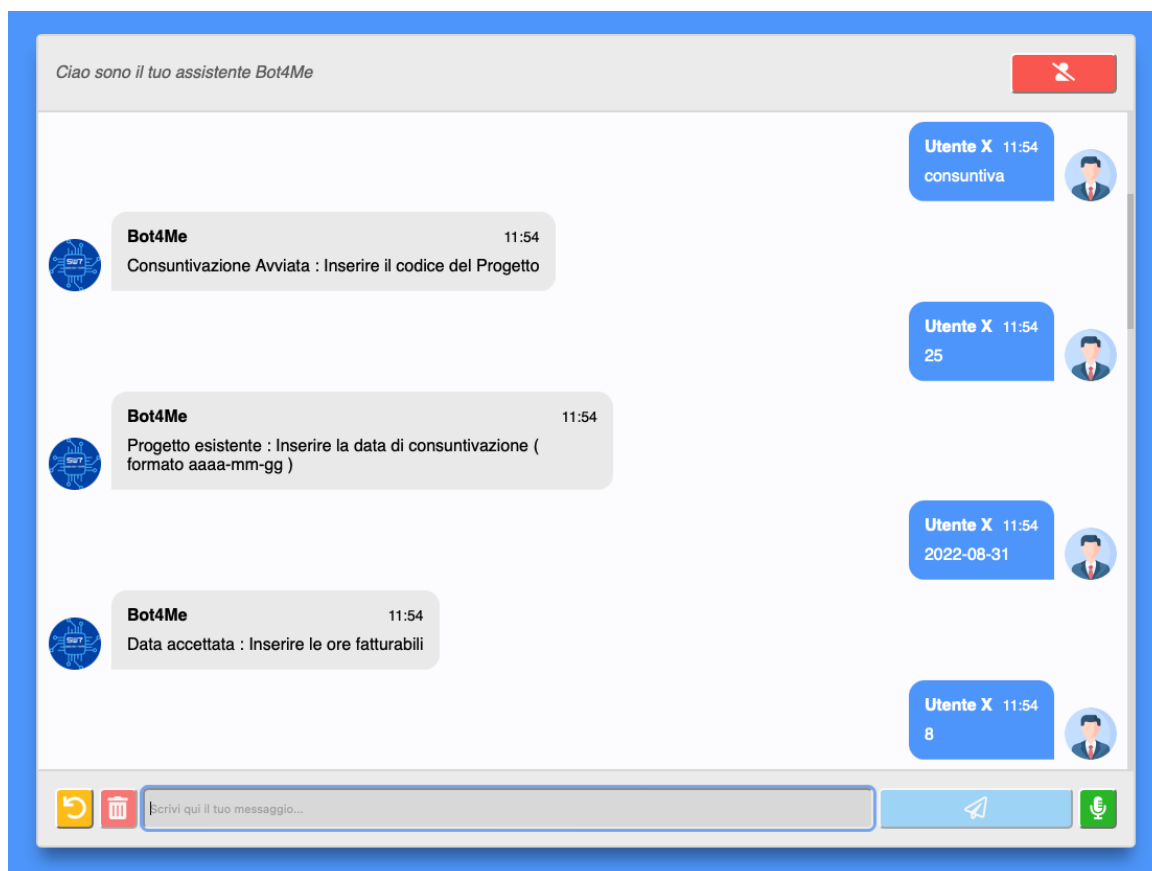 Ciao sono il tuo assistente Bot4Me
Utente X 11:54
consuntiva
Bot4Me 11:54
Consuntivazione Avviata : Inserire il codice del Progetto
Utente X 11:54
25
Bot4Me 11:54
Progetto esistente : Inserire la data di consuntivazione (
formato aaaa-mm-gg )
Utente X 11:54
2022-08-31
Bot4Me 11:54
Data accettata : Inserire le ore fatturabili
Utente X 11:54
8
Scrivi qui il tuo messaggio...